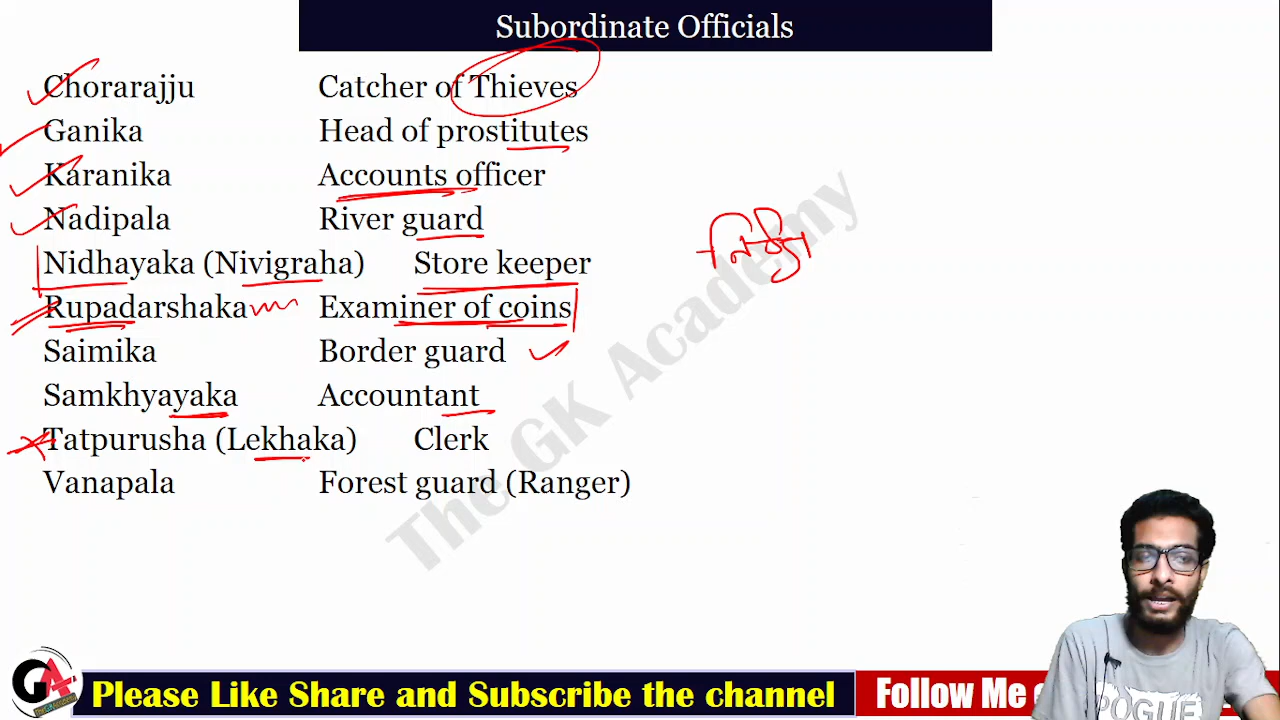 Subordinate Officials
Chorarajju Catcher of Thieves
Ganika Head of prostitutes
Karanika Accounts officer
Nadipala River guard
Nidhayaka (Nivigraha) Store keeper
Rupadarshaka Examiner of coins
Saimika Border guard
Samkhyayaka Accountant
Tatpurusha (Lekhaka) Clerk
Vanapala Forest guard (Ranger)
The GK Academy
GA
Please Like Share and Subscribe the channel
Follow Me
POGUE